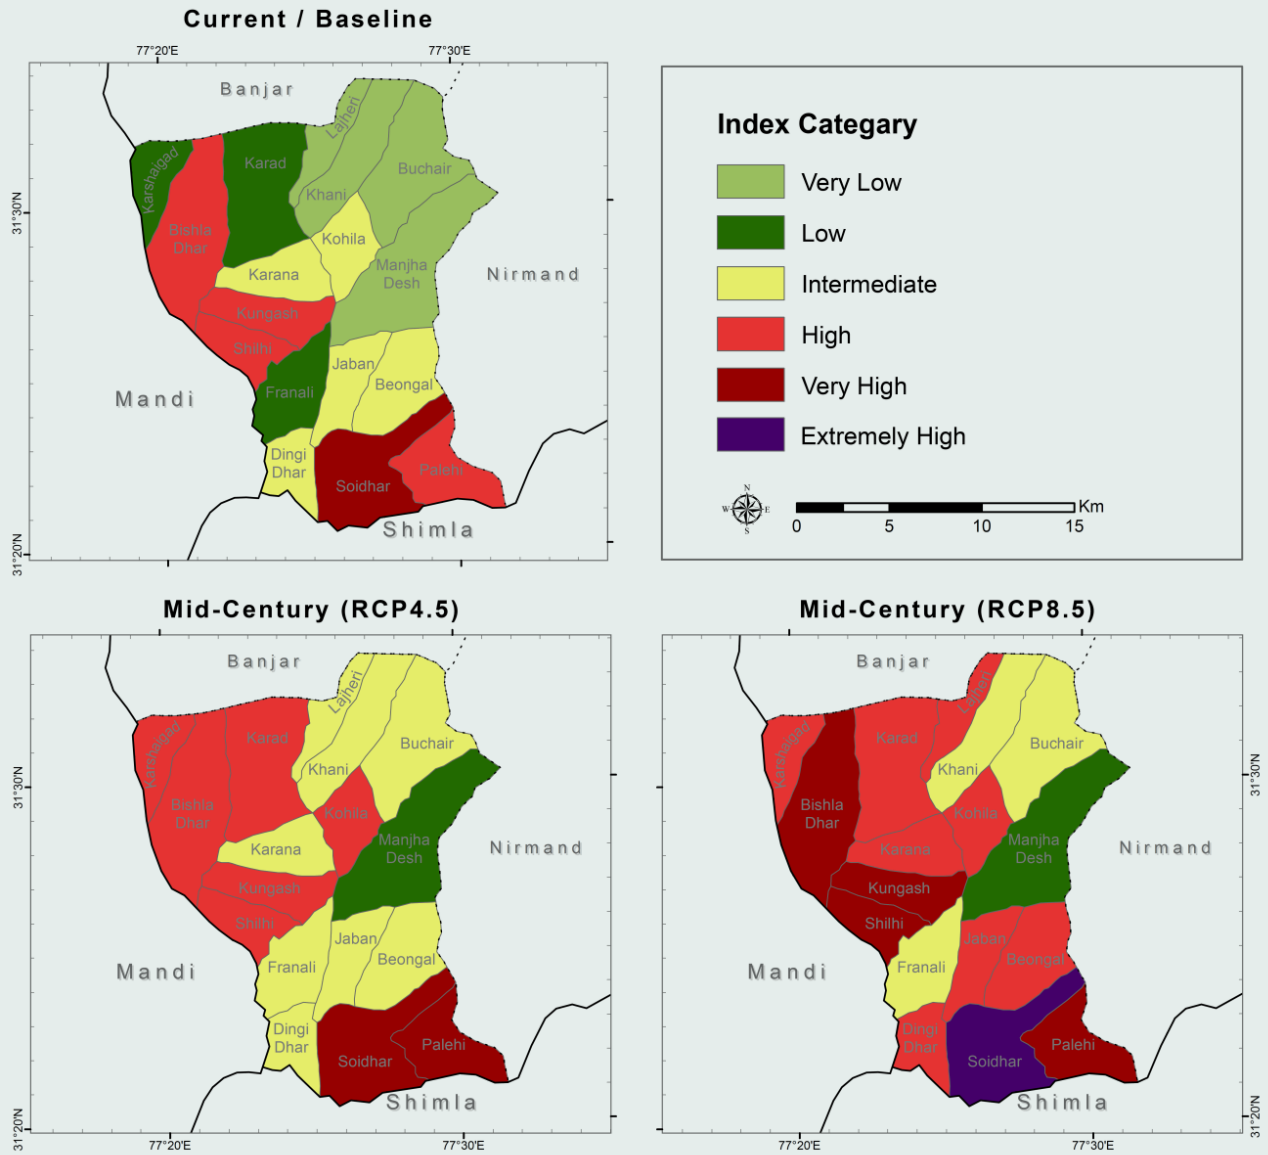 Current / Baseline
77°20'E
77°30'E
Banjar
Lajheri
Karshaigad
Karad
Buchair
Khani
31°30'N
Bishla
Dhar
Kohila
Karana
Manjha
Desh
Nirmand
Kungash
Shilhi
Jaban
Beongal
Franali
Mandi
Dingi
Dhar
Palehi
Soidhar
Shimla
31°20'N
Index Categary
Very Low
Low
Intermediate
High
Very High
Extremely High
N
W
E
S
Km
0
5
10
15
Mid-Century (RCP4.5)
Banjar
Lajheri
Karshaigad
Karad
Buchair
Khani
31°30'N
Bishla
Dhar
Kohila
Karana
Manjha
Desh
Nirmand
Kungash
Shilhi
Jaban
Beongal
Franali
Mandi
Dingi
Dhar
Palehi
Soidhar
Shimla
31°20'N
77°20'E
77°30'E
Mid-Century (RCP8.5)
Banjar
Lajheri
Karshaigad
Karad
Buchair
Khani
31°30'N
Bishla
Dhar
Kohila
Karana
Manjha
Desh
Nirmand
Kungash
Shilhi
Jaban
Beongal
Franali
Mandi
Dingi
Dhar
Palehi
Soidhar
Shimla
31°20'N
77°20'E
77°30'E